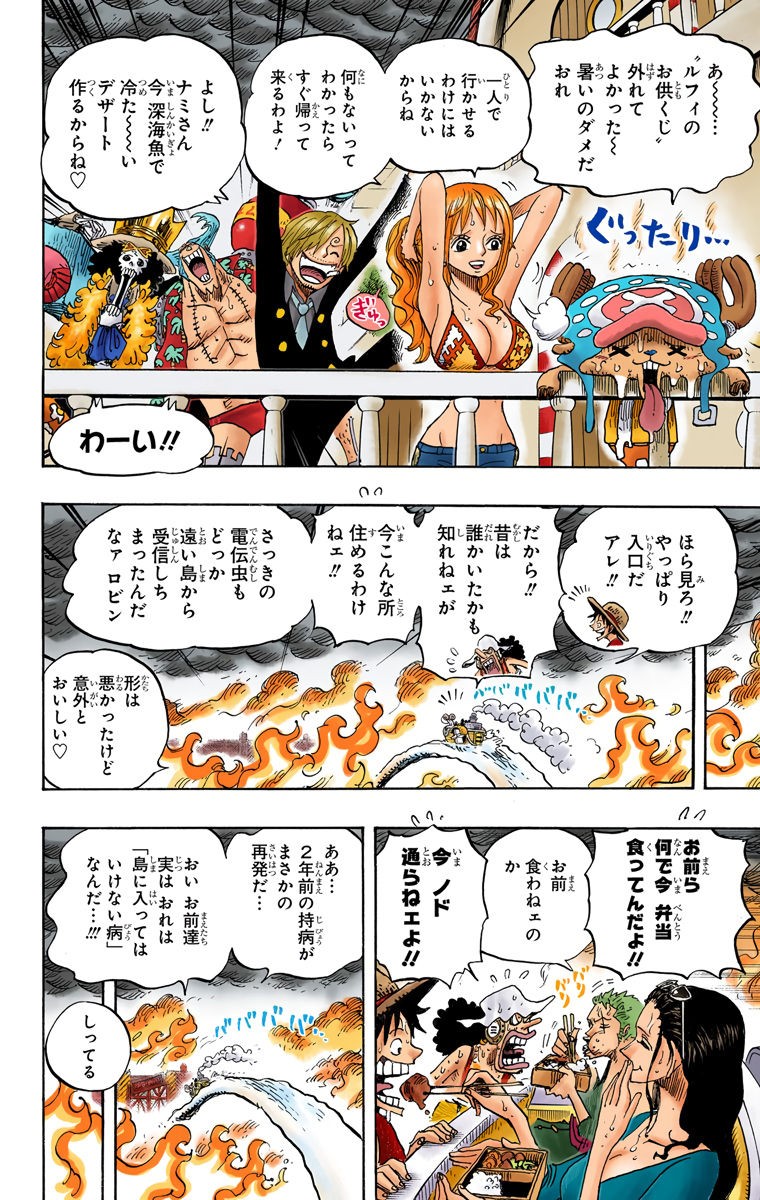 あ〜〜〜…
〝ルフィの
お供くじ〟
外れて
よかった〜
暑いのダメだ
おれ
ぐったり…
一人で
行かせる
わけには
いかない
からね
何もないって
わかったら
すぐ帰って
来るわよ!
ぎゅっ
よし!!
ナミさん
今 深海魚で
冷た〜〜〜い
デザート
作るからね♡
わーい!!
ほら見ろ!!
やっぱり
入口だ
アレ!!
だから!!
昔は
誰かいたかも
知れねェが
今こんな所
住めるわけ
ねェ!!
さっきの
電伝虫も
どっか
遠い島から
受信しち
まったんだ
なァ ロビン
ババババババ…
形は
悪かったけど
意外と
おいしい♡
お前ら
何で今 弁当
食ってんだよ!!
お前
食わねェの
か
今 ノド
通らねェよ!!
ああ…
2年前の持病が
まさかの
再発だ…
おい お前達
実は おれは
「島に入っては
いけない病」
なんだ…!!!
バババババ…
しってる